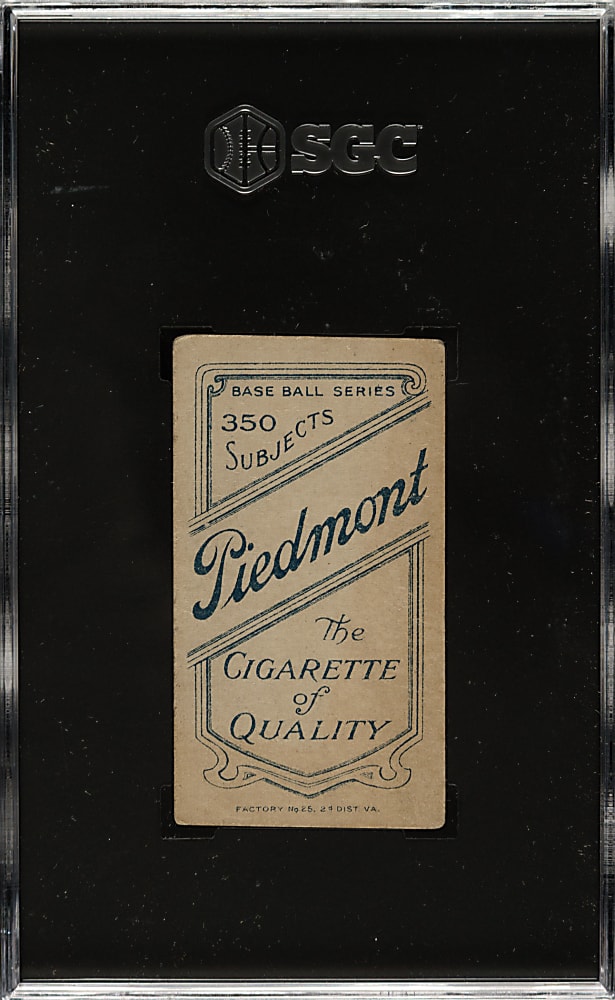 SGC
BASE BALL SERIES
350
SUBJECTS
Piedmont
The
CIGARETTE
of
QUALITY
FACTORY No 25, 2d DIST. VA.